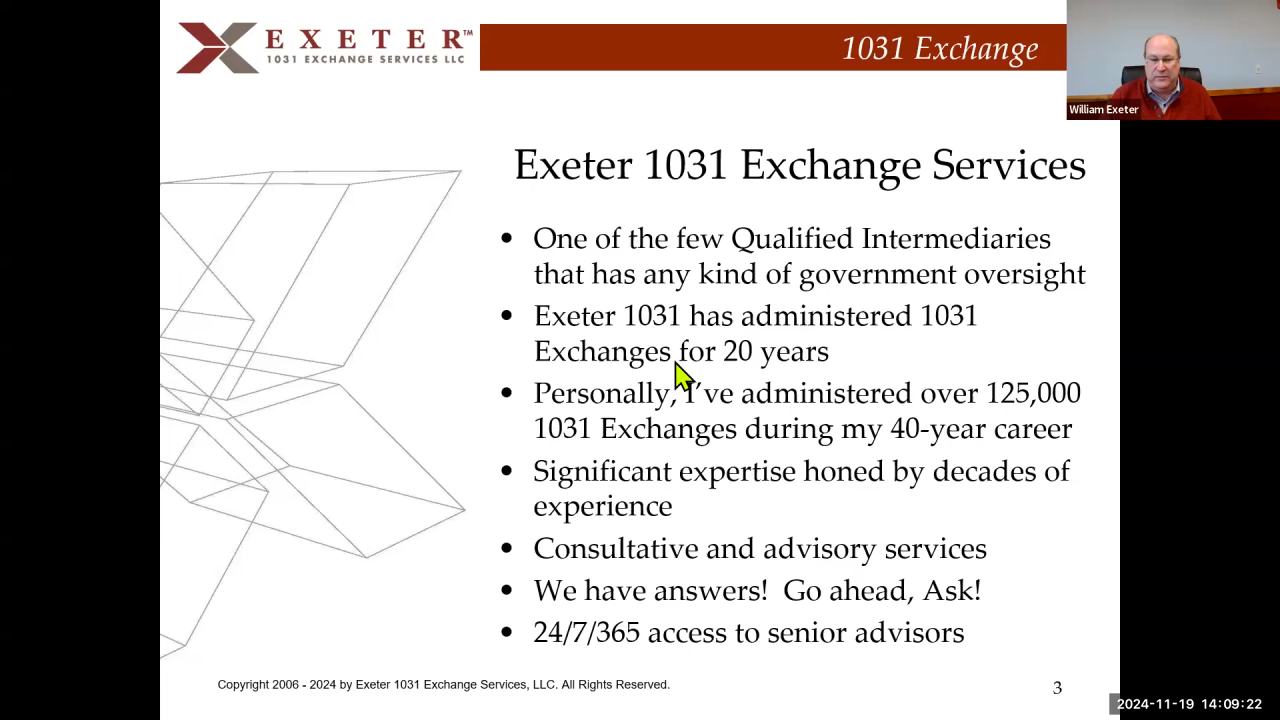 EXETER™
1031 EXCHANGE SERVICES LLC
1031 Exchange
William Exeter
Exeter 1031 Exchange Services
• One of the few Qualified Intermediaries
that has any kind of government oversight
• Exeter 1031 has administered 1031
Exchanges for 20 years
• Personally, I’ve administered over 125,000
1031 Exchanges during my 40-year career
• Significant expertise honed by decades of
experience
• Consultative and advisory services
• We have answers!  Go ahead, Ask!
• 24/7/365 access to senior advisors
Copyright 2006 - 2024 by Exeter 1031 Exchange Services, LLC. All Rights Reserved.
3
2024-11-19 14:09:22